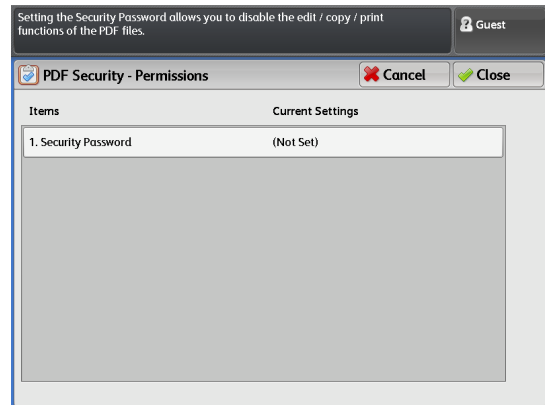 Setting the Security Password allows you to disable the edit / copy / print
functions of the PDF files.
Guest
PDF Security - Permissions
Cancel
Close
Items Current Settings
1. Security Password (Not Set)